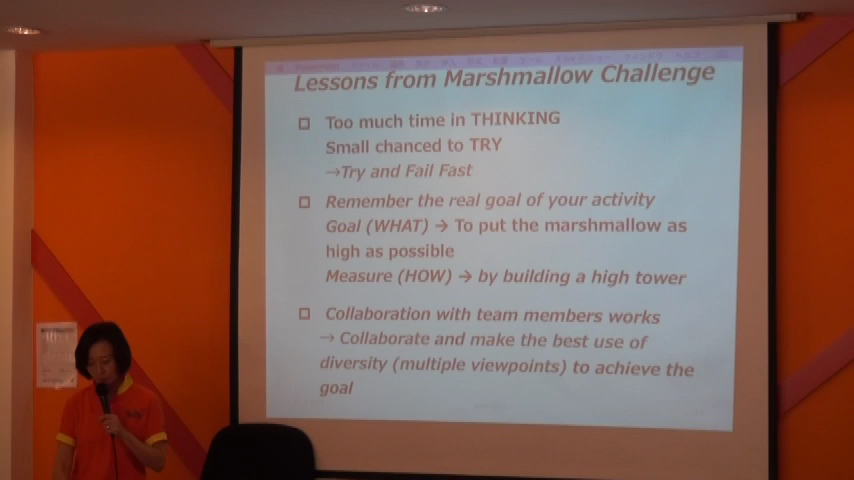 Lessons from Marshmallow Challenge
Too much time in THINKING
Small chanced to TRY
→Try and Fail Fast
Remember the real goal of your activity
Goal (WHAT) → To put the marshmallow as
high as possible
Measure (HOW) → by building a high tower
Collaboration with team members works
→ Collaborate and make the best use of
diversity (multiple viewpoints) to achieve the
goal